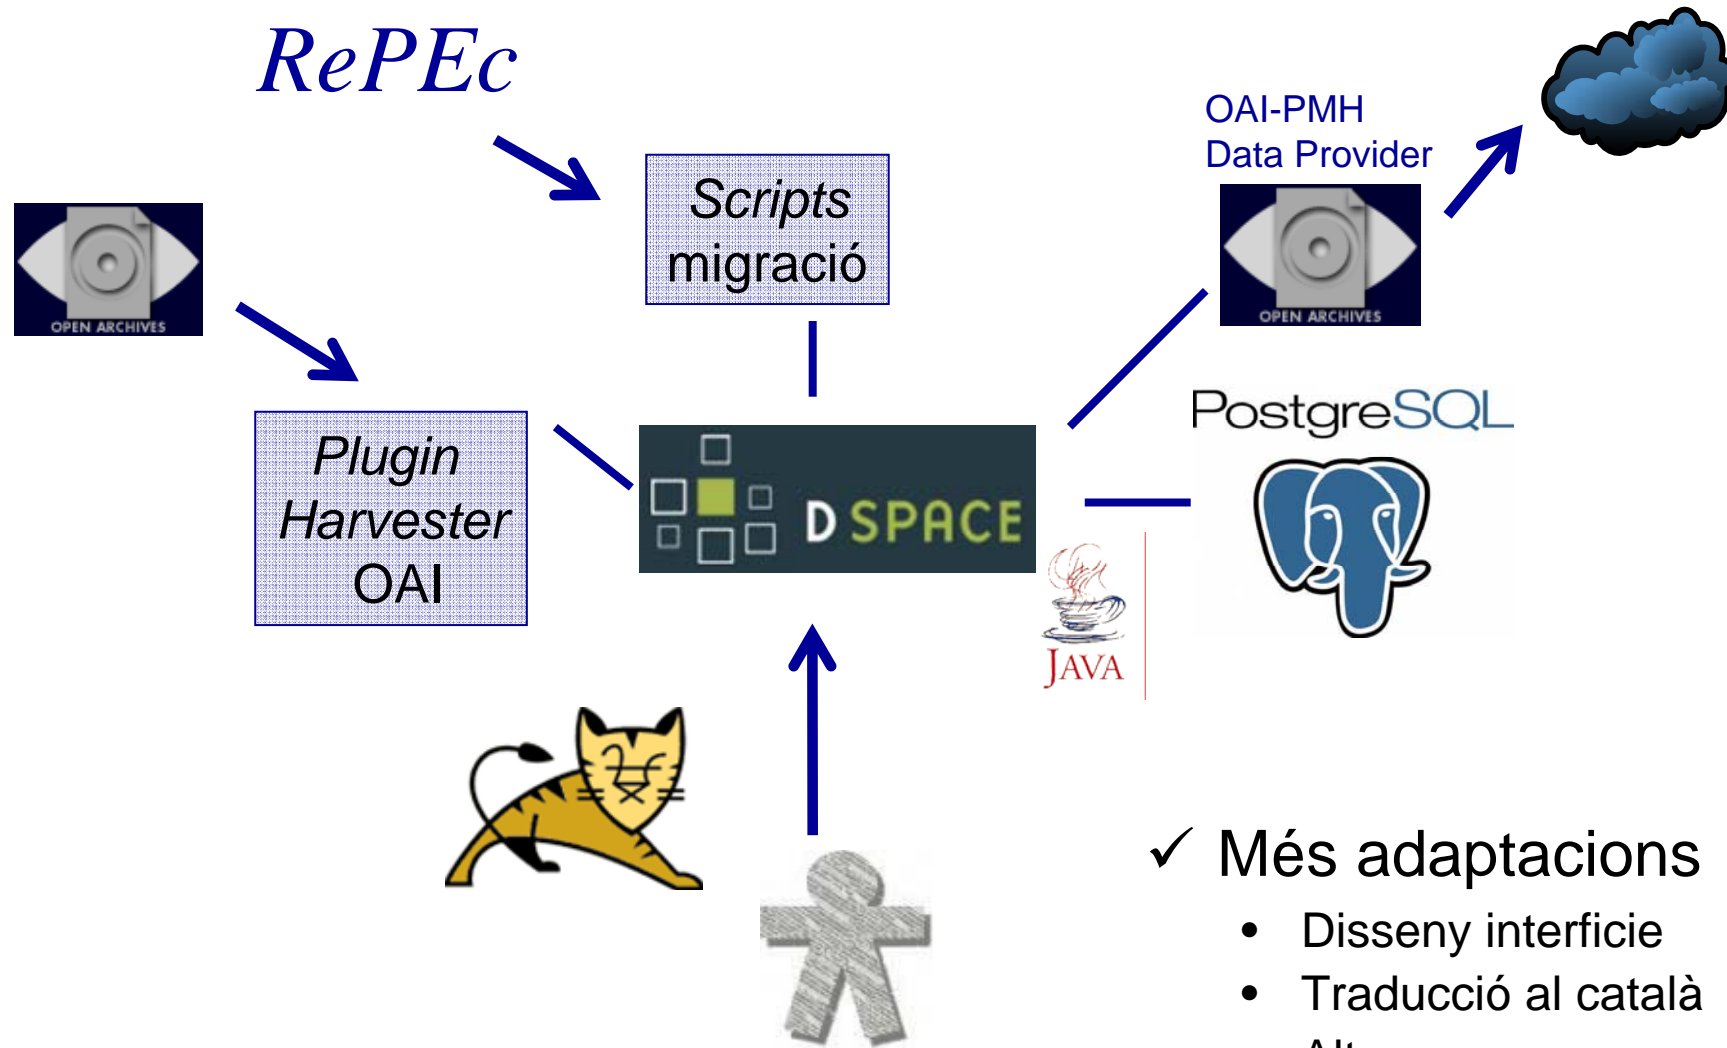 RePEc
OAI-PMH
Data Provider
Scripts
migració
OPEN ARCHIVES
OPEN ARCHIVES
PostgreSQL
Plugin
Harvester
OAI
DSPACE
JAVA
✓ Més adaptacions
• Disseny interficie
• Traducció al català